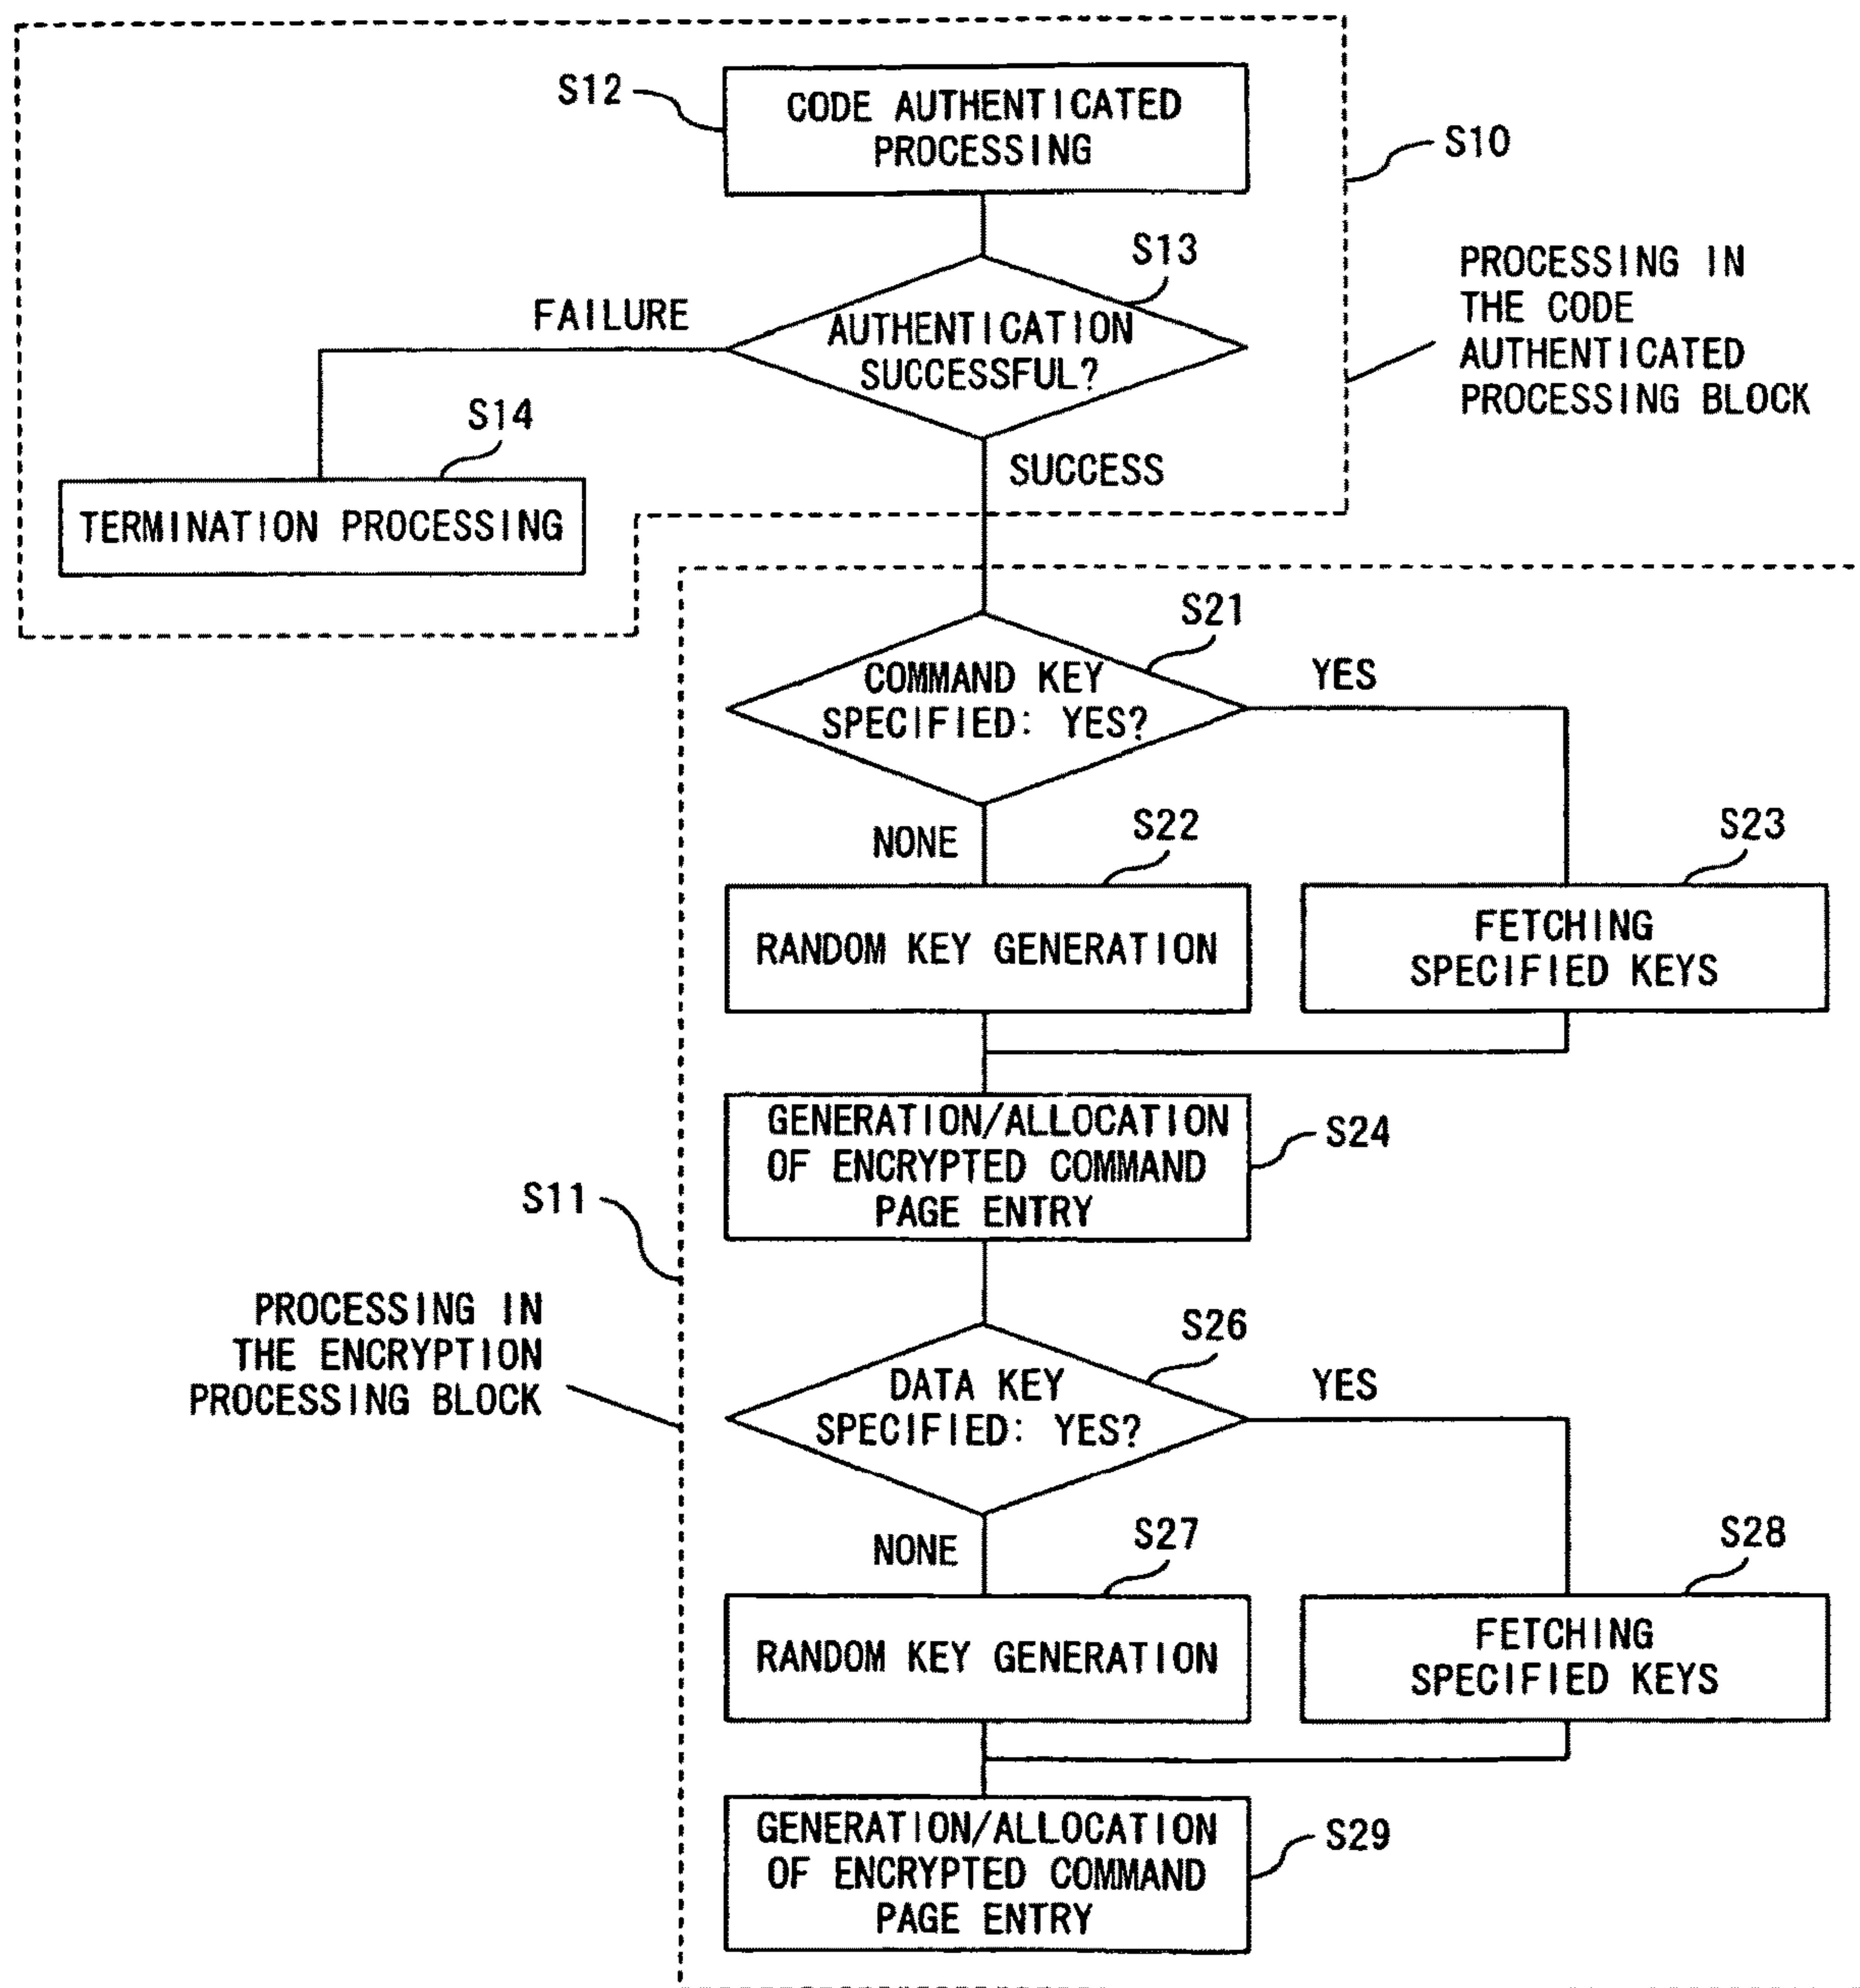 S12
CODE AUTHENTICATED
PROCESSING
S10
S13
PROCESSING IN
THE CODE
AUTHENTICATED
PROCESSING BLOCK
FAILURE
AUTHENTICATION
SUCCESSFUL?
S14
SUCCESS
TERMINATION PROCESSING
S21
COMMAND KEY
SPECIFIED: YES?
YES
NONE
S22
S23
RANDOM KEY GENERATION
FETCHING
SPECIFIED KEYS
GENERATION/ALLOCATION
OF ENCRYPTED COMMAND
PAGE ENTRY
S24
S11
PROCESSING IN
THE ENCRYPTION
PROCESSING BLOCK
S26
DATA KEY
SPECIFIED: YES?
YES
NONE
S27
S28
RANDOM KEY GENERATION
FETCHING
SPECIFIED KEYS
GENERATION/ALLOCATION
OF ENCRYPTED COMMAND
PAGE ENTRY
S29